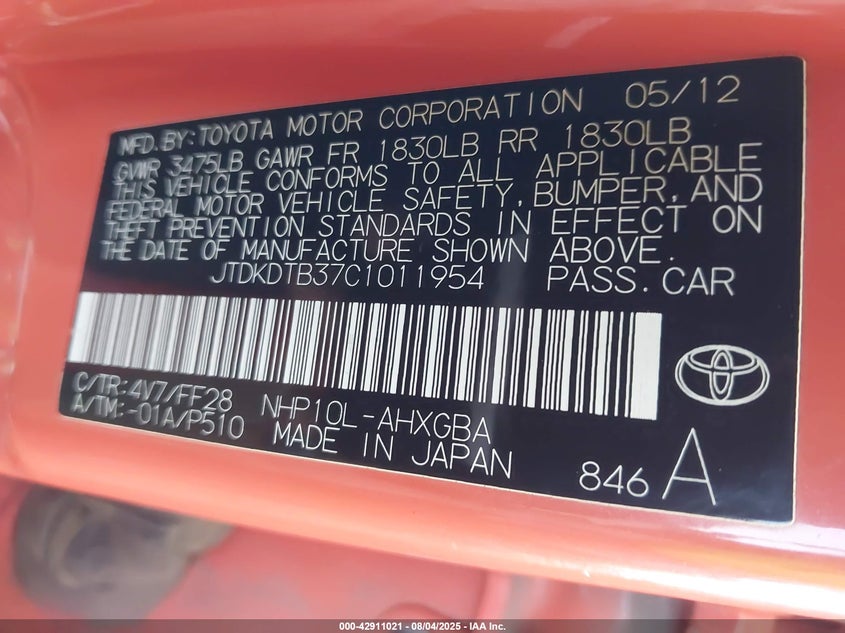 MFD. BY: TOYOTA MOTOR CORPORATION 05/12
GVWR 3475LB GAWR FR 1830LB RR 1830LB
THIS VEHICLE CONFORMS TO ALL APPLICABLE
FEDERAL MOTOR VEHICLE SAFETY, BUMPER, AND
THEFT PREVENTION STANDARDS IN EFFECT ON
THE DATE OF MANUFACTURE SHOWN ABOVE.
JTDKDTB37C1011954 PASS. CAR
C/TR: 4V7/FF28 NHP10L-AHXGBA
A/TM: -01A/P510 MADE IN JAPAN
846 A
000-42911021 - 08/04/2025 - IAA Inc.